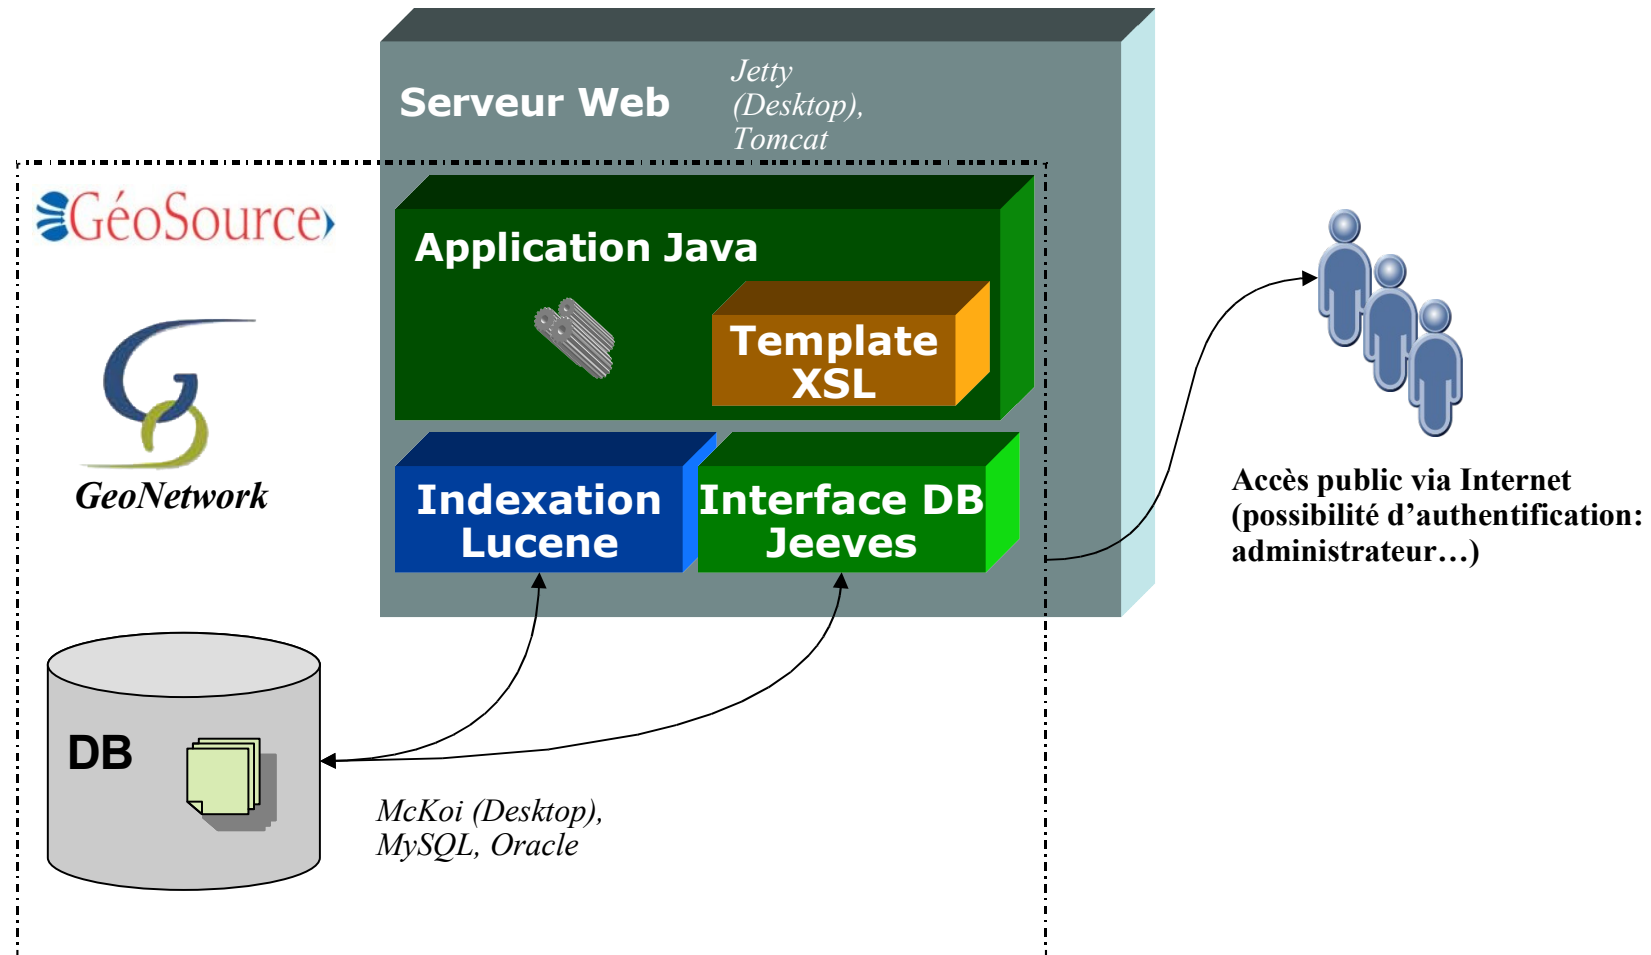 Serveur Web
Jetty
(Desktop),
Tomcat
GéoSource
Application Java
Template
XSL
GeoNetwork
Indexation
Lucene
Interface DB
Jeeves
Accès public via Internet
(possibilité d’authentification:
administrateur…)
DB
McKoi (Desktop),
MySQL, Oracle